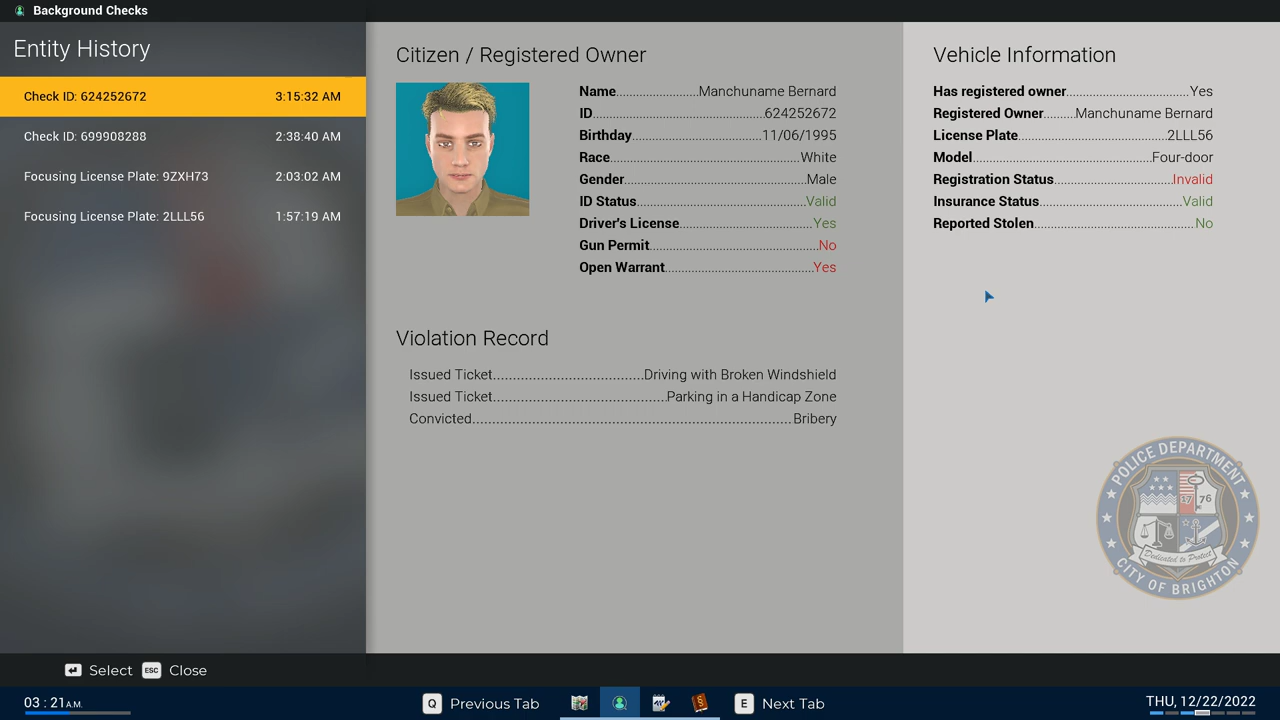 Background Checks
Entity History
Check ID: 624252672 3:15:32 AM
Check ID: 699908288 2:38:40 AM
Focusing License Plate: 9ZXH73 2:03:02 AM
Focusing License Plate: 2LLL56 1:57:19 AM
Citizen / Registered Owner
Name Manchuname Bernard
ID 624252672
Birthday 11/06/1995
Race White
Gender Male
ID Status Valid
Driver's License Yes
Gun Permit No
Open Warrant Yes
Violation Record
Issued Ticket Driving with Broken Windshield
Issued Ticket Parking in a Handicap Zone
Convicted Bribery
Vehicle Information
Has registered owner Yes
Registered Owner Manchuname Bernard
License Plate 2LLL56
Model Four-door
Registration Status Invalid
Insurance Status Valid
Reported Stolen No
POLICE DEPARTMENT
17 76
Dedicated to Protect
CITY OF BRIGHTON
Select ESC Close
03 : 21 A.M.
Q Previous Tab
E Next Tab
THU, 12/22/2022